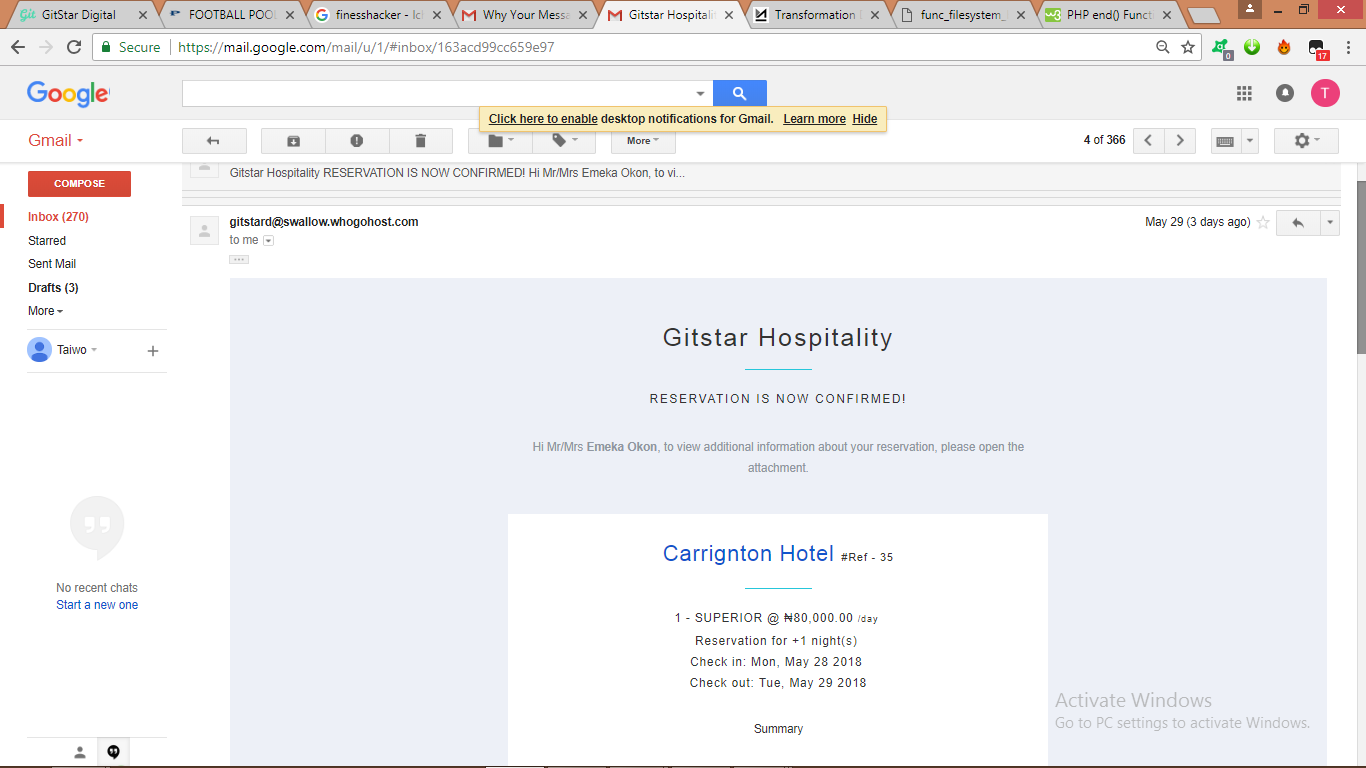 GitStar Digital
FOOTBALL POO
finesshacker - Ic
Why Your Messa
Gitstar Hospitali
Transformation
func_filesystem_
PHP end() Funct
Secure https://mail.google.com/mail/u/1/#inbox/163acd99cc659e97
0
17
Google
T
Click here to enable desktop notifications for Gmail. Learn more Hide
Gmail
More
4 of 366
COMPOSE
Inbox (270)
Starred
Sent Mail
Drafts (3)
More
Taiwo
No recent chats
Start a new one
Gitstar Hospitality RESERVATION IS NOW CONFIRMED! Hi Mr/Mrs Emeka Okon, to vi...
gitstard@swallow.whogohost.com
May 29 (3 days ago)
to me
Gitstar Hospitality
RESERVATION IS NOW CONFIRMED!
Hi Mr/Mrs Emeka Okon, to view additional information about your reservation, please open the
attachment.
Carrignton Hotel #Ref - 35
1 - SUPERIOR @ ₦80,000.00 /day
Reservation for +1 night(s)
Check in: Mon, May 28 2018
Check out: Tue, May 29 2018
Summary
Activate Windows
Go to PC settings to activate Windows.